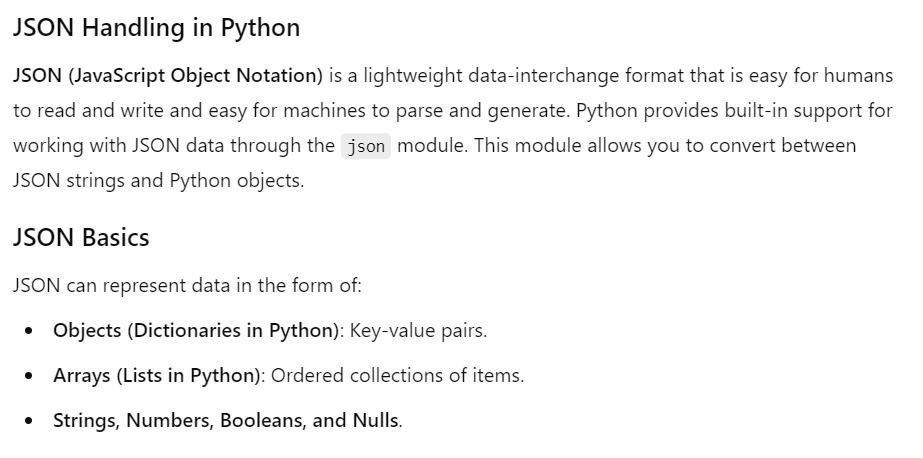 JSON Handling in Python
JSON (JavaScript Object Notation) is a lightweight data-interchange format that is easy for humans
to read and write and easy for machines to parse and generate. Python provides built-in support for
working with JSON data through the json module. This module allows you to convert between
JSON strings and Python objects.
JSON Basics
JSON can represent data in the form of:
• Objects (Dictionaries in Python): Key-value pairs.
• Arrays (Lists in Python): Ordered collections of items.
• Strings, Numbers, Booleans, and Nulls.